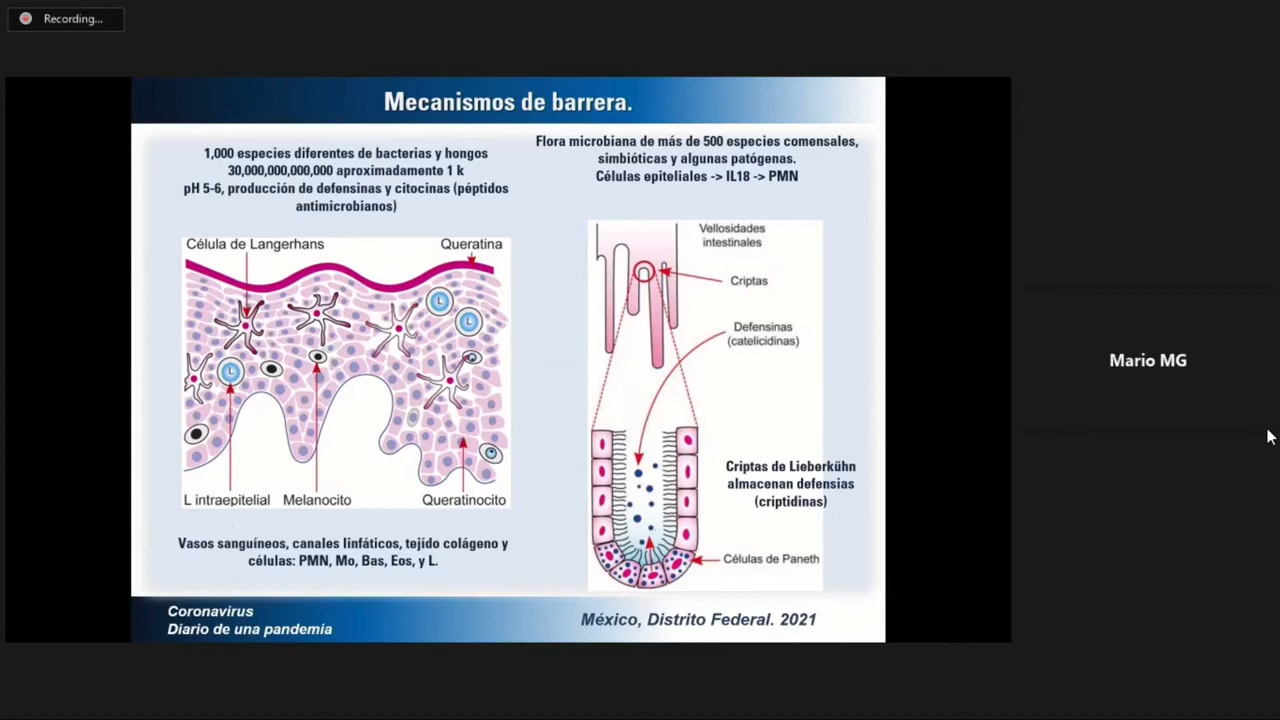 Recording...
Mecanismos de barrera.
1,000 especies diferentes de bacterias y hongos
30,000,000,000,000 aproximadamente 1 k
pH 5-6, producción de defensinas y citocinas (péptidos
antimicrobianos)
Célula de Langerhans
Queratina
L
L
L
L intraepitelial
Melanocito
Queratinocito
Vasos sanguíneos, canales linfáticos, tejído colágeno y
células: PMN, Mo, Bas, Eos, y L.
Flora microbiana de más de 500 especies comensales,
simbióticas y algunas patógenas.
Células epiteliales -> IL18 -> PMN
Vellosidades
intestinales
Criptas
Defensinas
(catelicidinas)
Criptas de Lieberkühn
almacenan defensias
(criptidinas)
Células de Paneth
Coronavirus
Diario de una pandemia
México, Distrito Federal. 2021
Mario MG